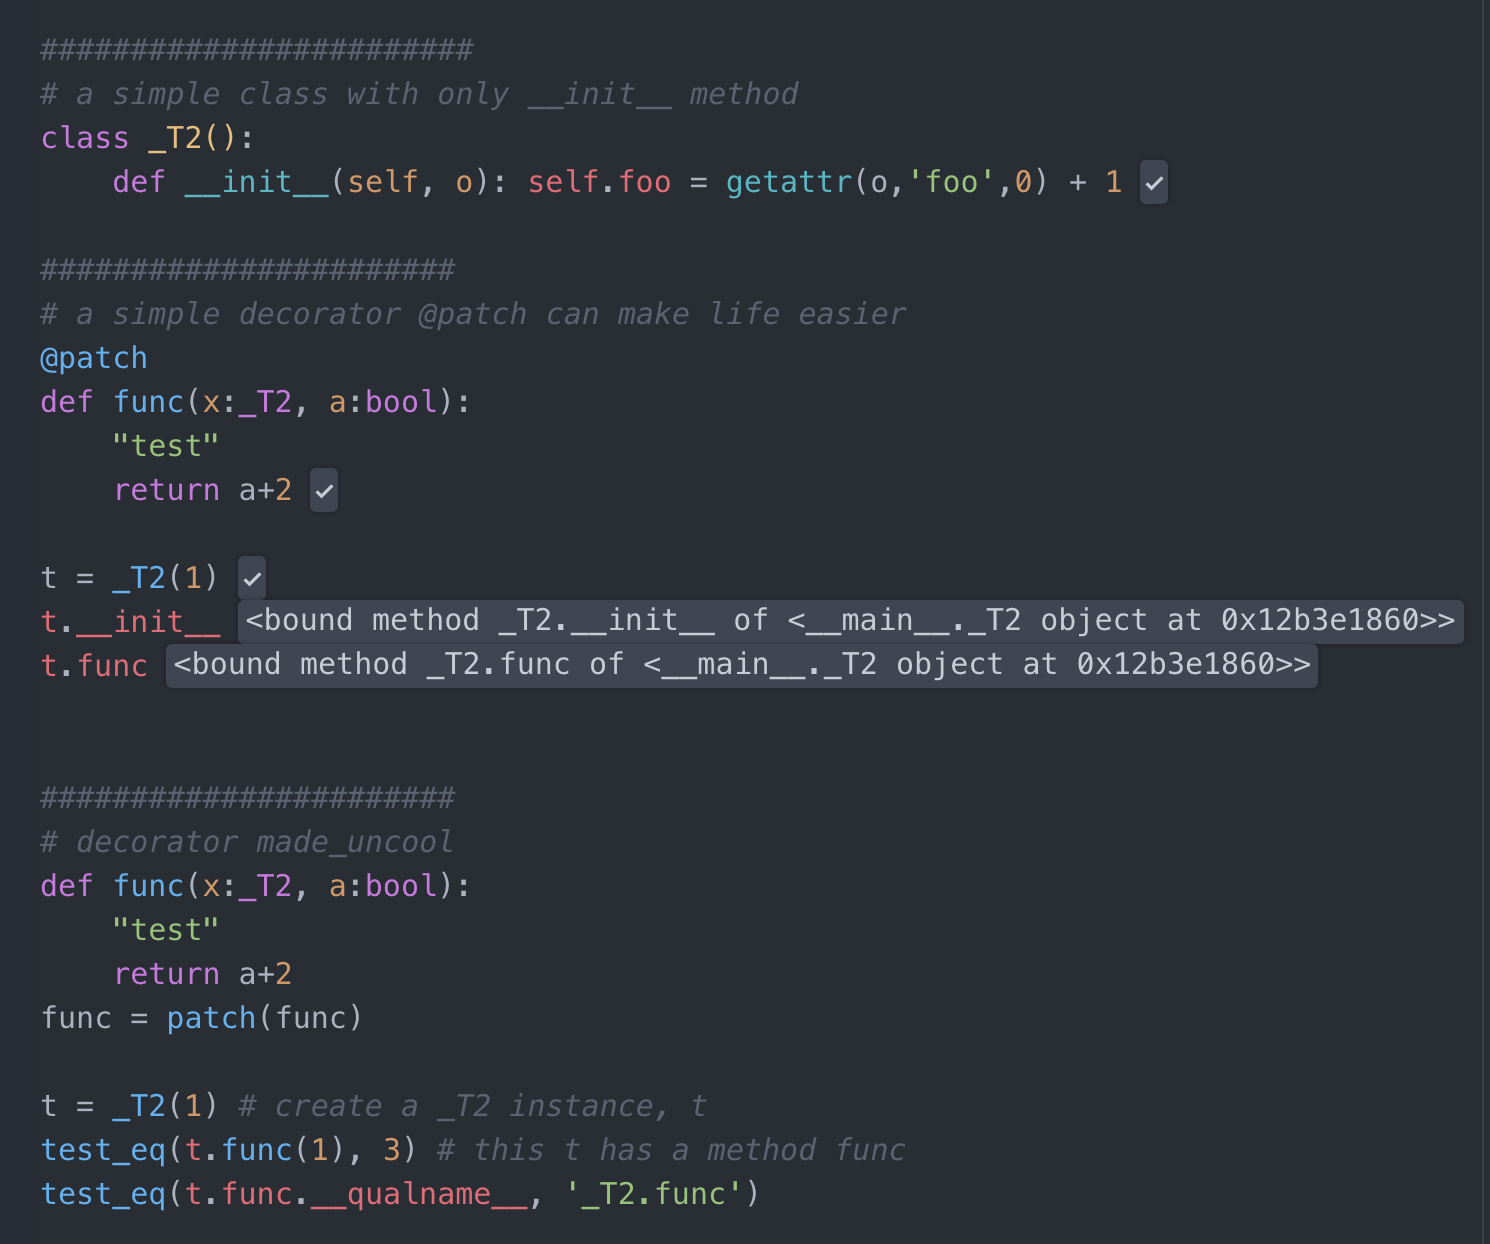 ########################
# a simple class with only __init__ method
class _T2():
    def __init__(self, o): self.foo = getattr(o,'foo',0) + 1 ✓
#######################
# a simple decorator @patch can make life easier
@patch
def func(x:_T2, a:bool):
    "test"
    return a+2 ✓
t = _T2(1) ✓
t.__init__ <bound method _T2.__init__ of <__main__._T2 object at 0x12b3e1860>>
t.func <bound method _T2.func of <__main__._T2 object at 0x12b3e1860>>
#######################
# decorator made_uncool
def func(x:_T2, a:bool):
    "test"
    return a+2
func = patch(func)
t = _T2(1) # create a _T2 instance, t
test_eq(t.func(1), 3) # this t has a method func
test_eq(t.func.__qualname__, '_T2.func')